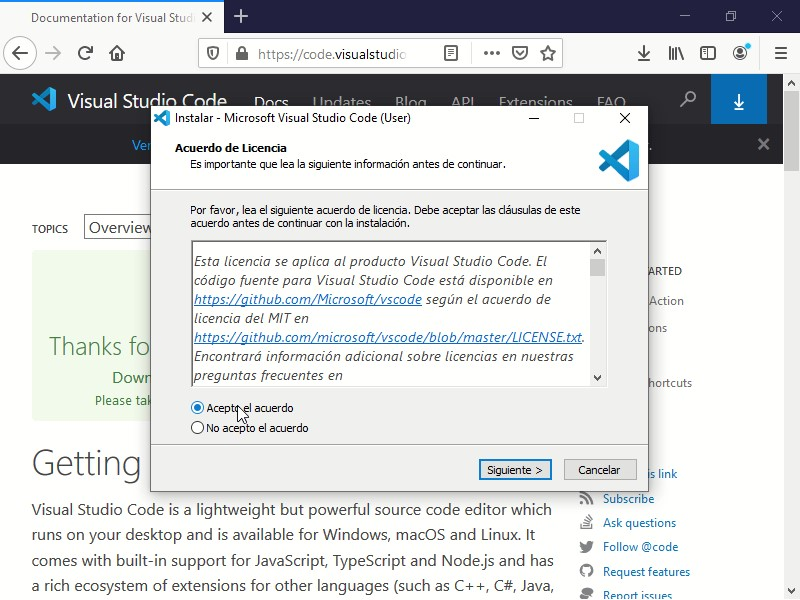 Documentation for Visual Stud
https://code.visualstudio
Visual Studio Code
Docs
Updates
Blog
API
Extensions
FAQ
Instalar - Microsoft Visual Studio Code (User)
Acuerdo de Licencia
Es importante que lea la siguiente información antes de continuar.
Por favor, lea el siguiente acuerdo de licencia. Debe aceptar las cláusulas de este
acuerdo antes de continuar con la instalación.
Esta licencia se aplica al producto Visual Studio Code. El
código fuente para Visual Studio Code está disponible en
https://github.com/Microsoft/vscode según el acuerdo de
licencia del MIT en
https://github.com/microsoft/vscode/blob/master/LICENSE.txt.
Encontrará información adicional sobre licencias en nuestras
preguntas frecuentes en
Acepto el acuerdo
No acepto el acuerdo
Siguiente >
Cancelar
TOPICS
Overview
Thanks fo
Down
Please tak
ARTED
Action
ons
hortcuts
Getting
Visual Studio Code is a lightweight but powerful source code editor which
runs on your desktop and is available for Windows, macOS and Linux. It
comes with built-in support for JavaScript, TypeScript and Node.js and has
a rich ecosystem of extensions for other languages (such as C++, C#, Java,
is link
Subscribe
Ask questions
Follow @code
Request features
Report issues